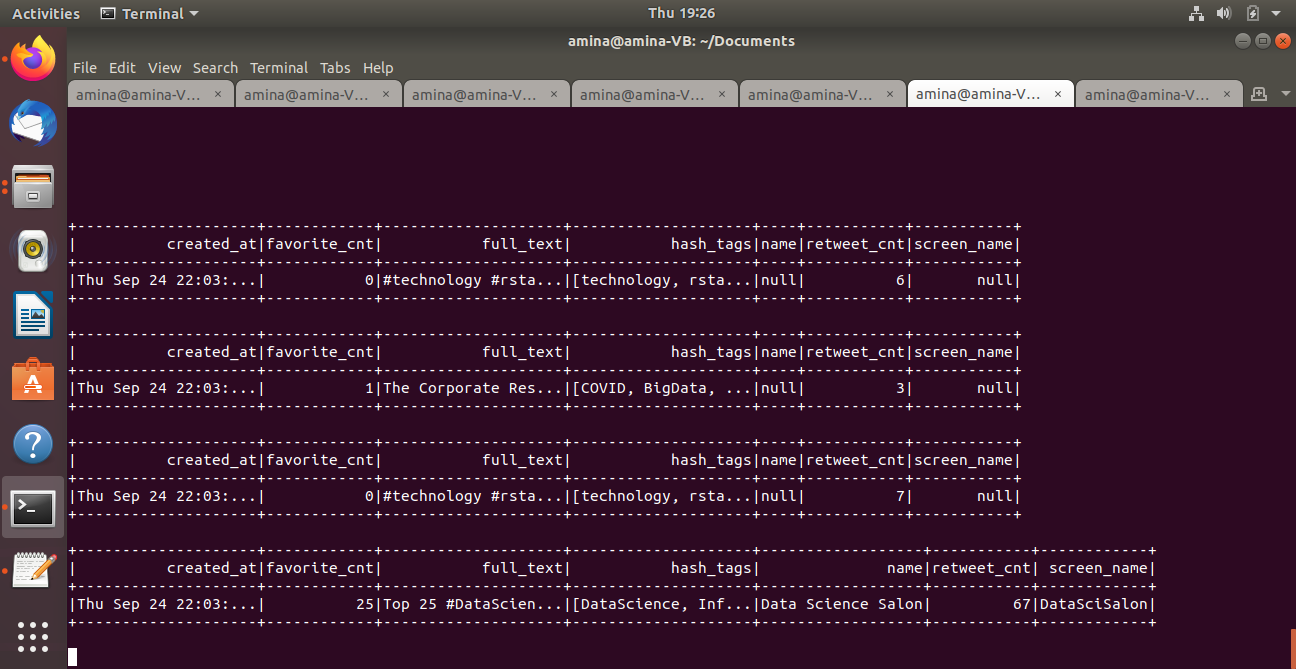 Activities Terminal Thu 19:26
amina@amina-VB: ~/Documents
File Edit View Search Terminal Tabs Help
amina@amina-V... × amina@amina-V... × amina@amina-V... × amina@amina-V... × amina@amina-V... × amina@amina-V... × amina@amina-V... ×
+--------------------+------------+--------------------+--------------------+----+-----------+-----------+
|          created_at|favorite_cnt|           full_text|           hash_tags|name|retweet_cnt|screen_name|
+--------------------+------------+--------------------+--------------------+----+-----------+-----------+
|Thu Sep 24 22:03:...|           0|#technology #rsta...|[technology, rsta...|null|          6|       null|
+--------------------+------------+--------------------+--------------------+----+-----------+-----------+
+--------------------+------------+--------------------+--------------------+----+-----------+-----------+
|          created_at|favorite_cnt|           full_text|           hash_tags|name|retweet_cnt|screen_name|
+--------------------+------------+--------------------+--------------------+----+-----------+-----------+
|Thu Sep 24 22:03:...|           1|The Corporate Res...|[COVID, BigData, ...|null|          3|       null|
+--------------------+------------+--------------------+--------------------+----+-----------+-----------+
+--------------------+------------+--------------------+--------------------+----+-----------+-----------+
|          created_at|favorite_cnt|           full_text|           hash_tags|name|retweet_cnt|screen_name|
+--------------------+------------+--------------------+--------------------+----+-----------+-----------+
|Thu Sep 24 22:03:...|           0|#technology #rsta...|[technology, rsta...|null|          7|       null|
+--------------------+------------+--------------------+--------------------+----+-----------+-----------+
+--------------------+------------+--------------------+--------------------+------------------+-----------+------------+
|          created_at|favorite_cnt|           full_text|           hash_tags|              name|retweet_cnt| screen_name|
+--------------------+------------+--------------------+--------------------+------------------+-----------+------------+
|Thu Sep 24 22:03:...|          25|Top 25 #DataScien...|[DataScience, Inf...|Data Science Salon|         67|DataSciSalon|
+--------------------+------------+--------------------+--------------------+------------------+-----------+------------+